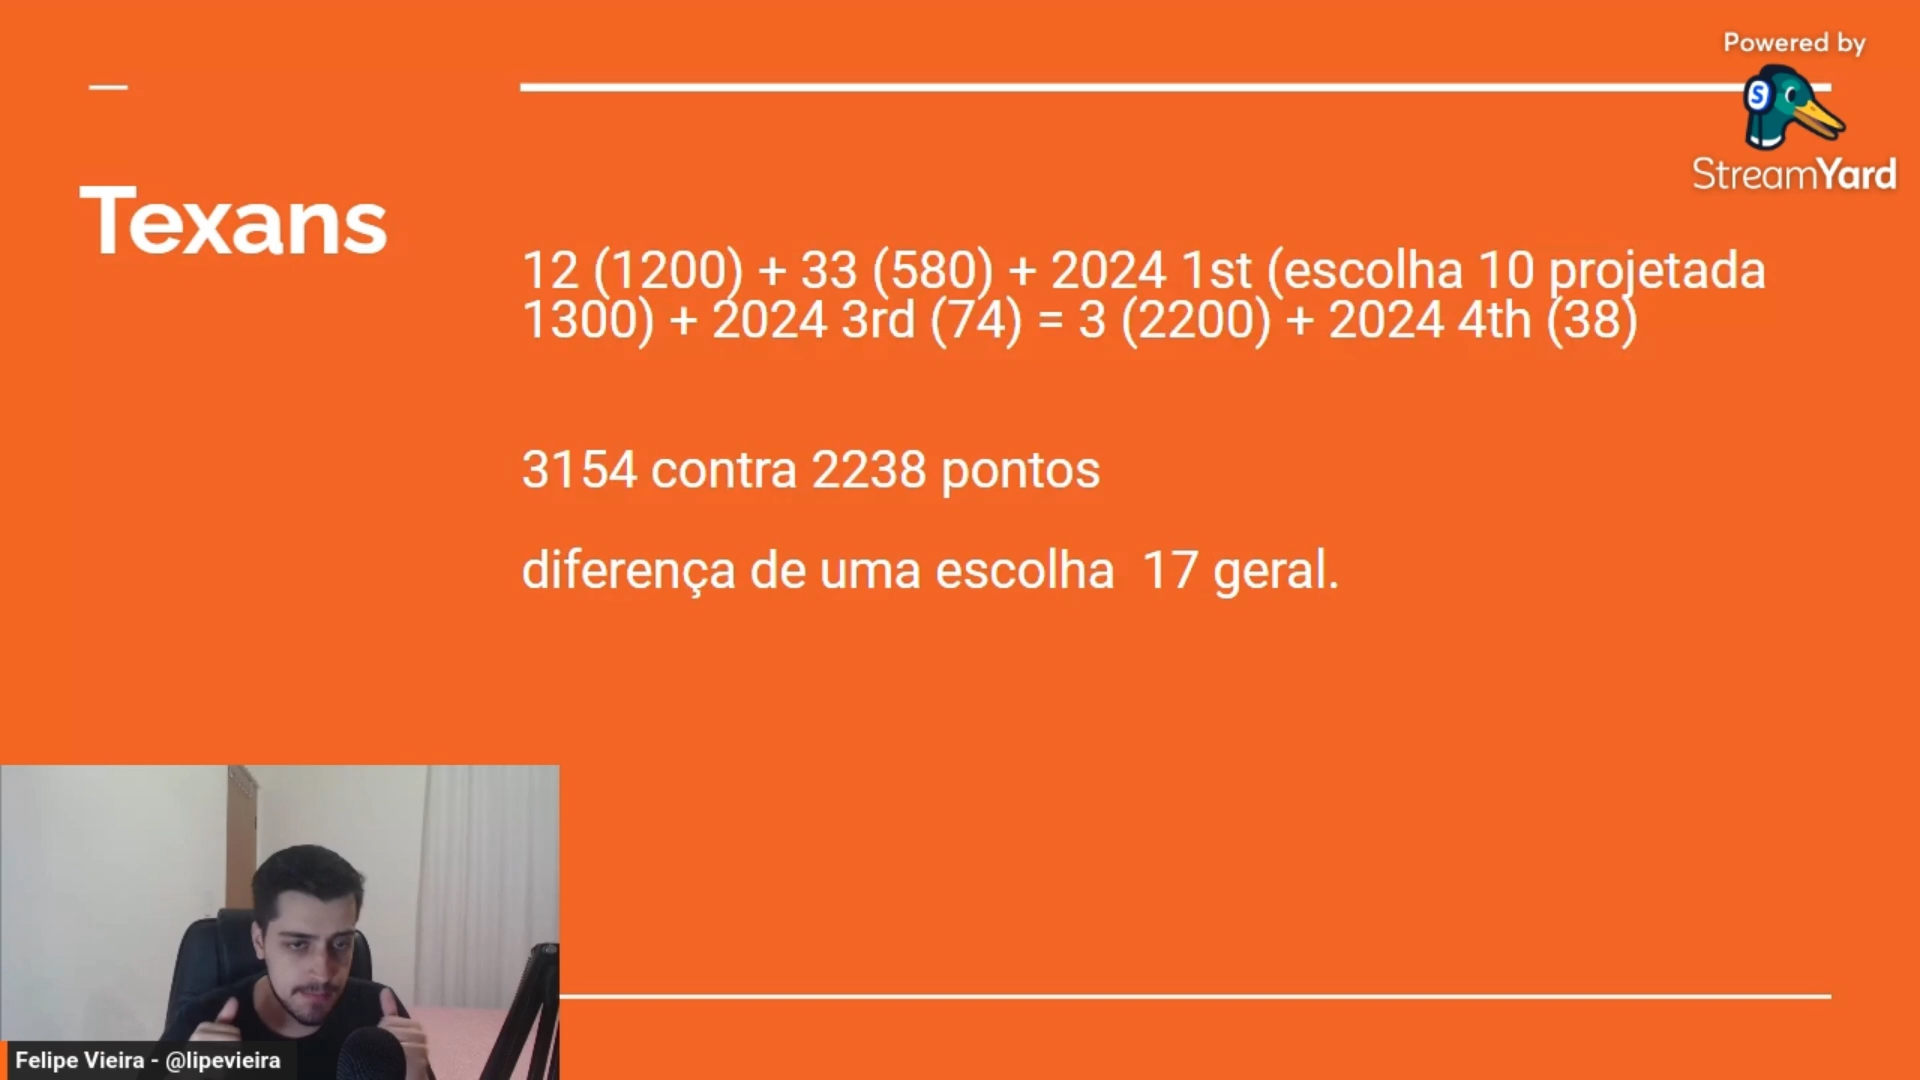 Powered by
StreamYard
Texans
12 (1200) + 33 (580) + 2024 1st (escolha 10 projetada
1300) + 2024 3rd (74) = 3 (2200) + 2024 4th (38)
3154 contra 2238 pontos
diferença de uma escolha  17 geral.
Felipe Vieira - @lipevieira